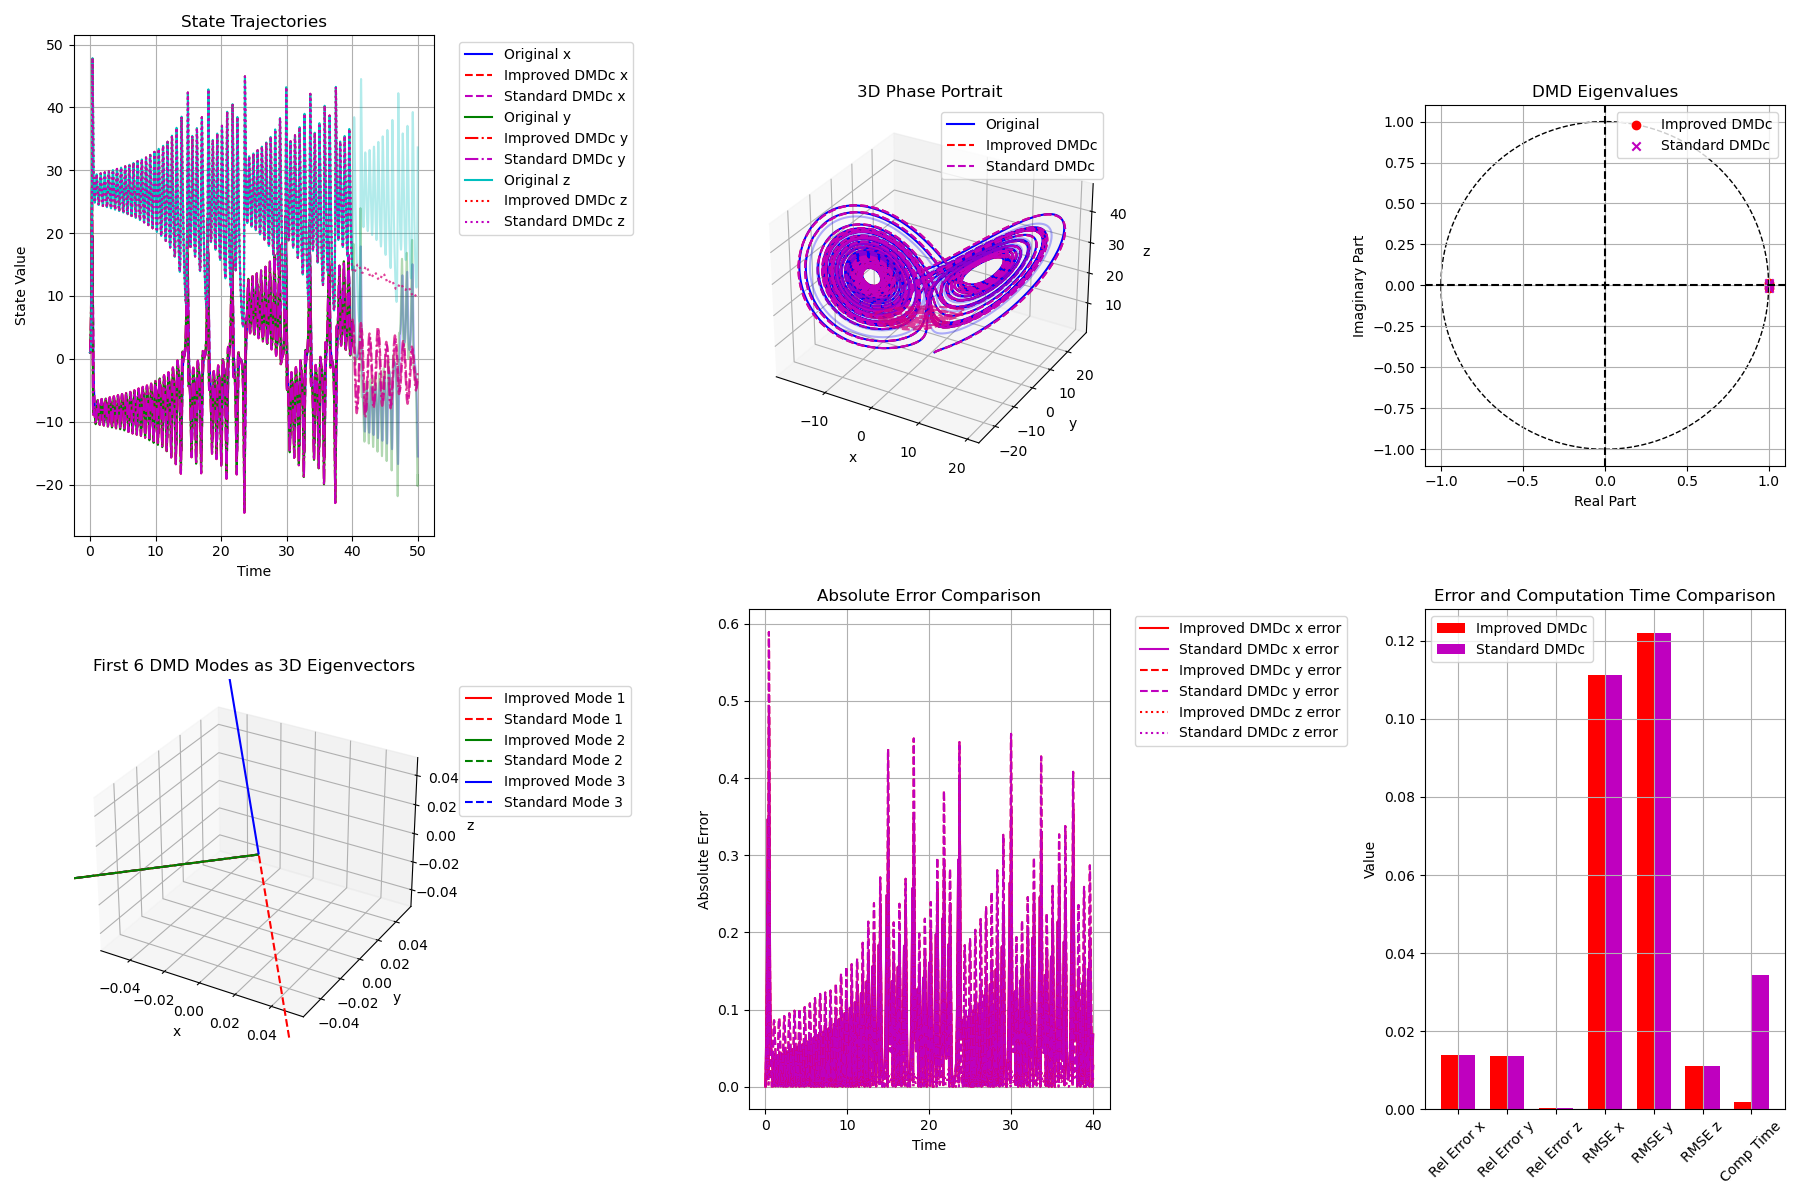 State Trajectories
50
40
30
20
10
0
−10
−20
State Value
0
10
20
30
40
50
Time
Original x
Improved DMDc x
Standard DMDc x
Original y
Improved DMDc y
Standard DMDc y
Original z
Improved DMDc z
Standard DMDc z
3D Phase Portrait
Original
Improved DMDc
Standard DMDc
40
30
20
10
z
−10
0
10
20
x
−20
−10
0
10
20
y
DMD Eigenvalues
Improved DMDc
Standard DMDc
1.00
0.75
0.50
0.25
0.00
−0.25
−0.50
−0.75
−1.00
Imaginary Part
−1.0
−0.5
0.0
0.5
1.0
Real Part
First 6 DMD Modes as 3D Eigenvectors
Improved Mode 1
Standard Mode 1
Improved Mode 2
Standard Mode 2
Improved Mode 3
Standard Mode 3
0.04
0.02
0.00
−0.02
−0.04
z
−0.04
−0.02
0.00
0.02
0.04
x
−0.04
−0.02
0.00
0.02
0.04
y
Absolute Error Comparison
0.6
0.5
0.4
0.3
0.2
0.1
0.0
Absolute Error
0
10
20
30
40
Time
Improved DMDc x error
Standard DMDc x error
Improved DMDc y error
Standard DMDc y error
Improved DMDc z error
Standard DMDc z error
Error and Computation Time Comparison
Improved DMDc
Standard DMDc
0.12
0.10
0.08
0.06
0.04
0.02
0.00
Value
Rel Error x
Rel Error y
Rel Error z
RMSE x
RMSE y
RMSE z
Comp Time